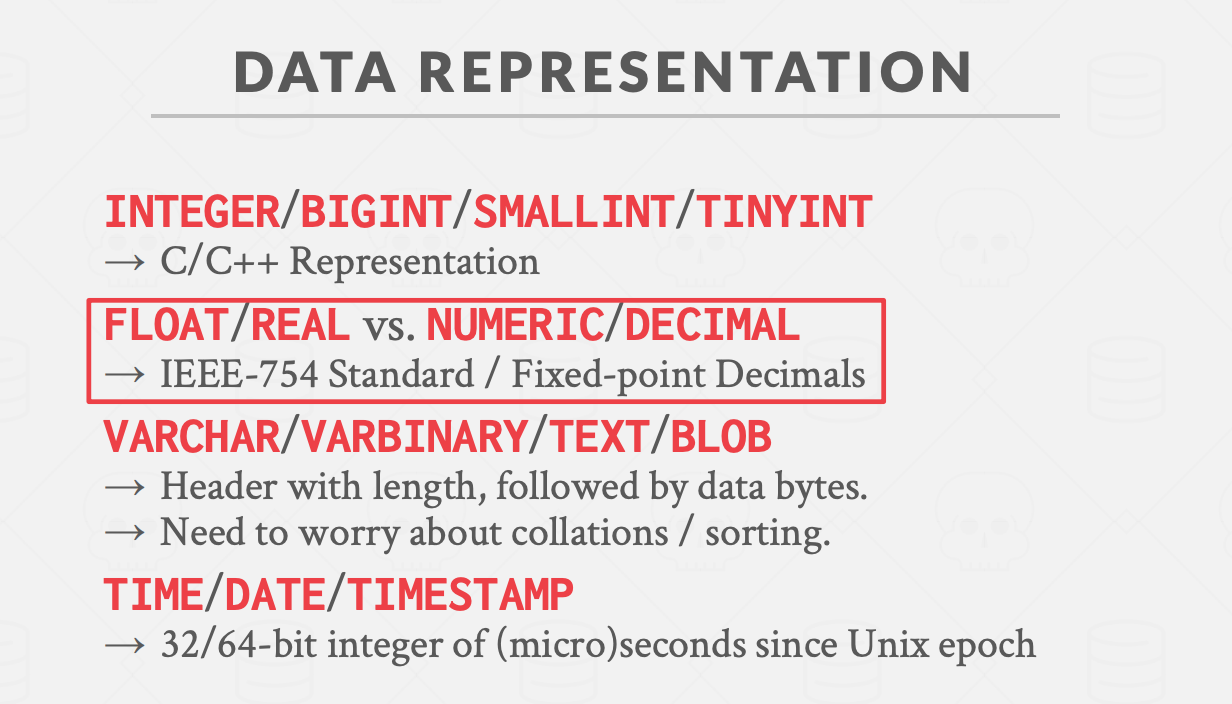 DATA REPRESENTATION
INTEGER/BIGINT/SMALLINT/TINYINT
→ C/C++ Representation
FLOAT/REAL vs. NUMERIC/DECIMAL
→ IEEE-754 Standard / Fixed-point Decimals
VARCHAR/VARBINARY/TEXT/BLOB
→ Header with length, followed by data bytes.
→ Need to worry about collations / sorting.
TIME/DATE/TIMESTAMP
→ 32/64-bit integer of (micro)seconds since Unix epoch